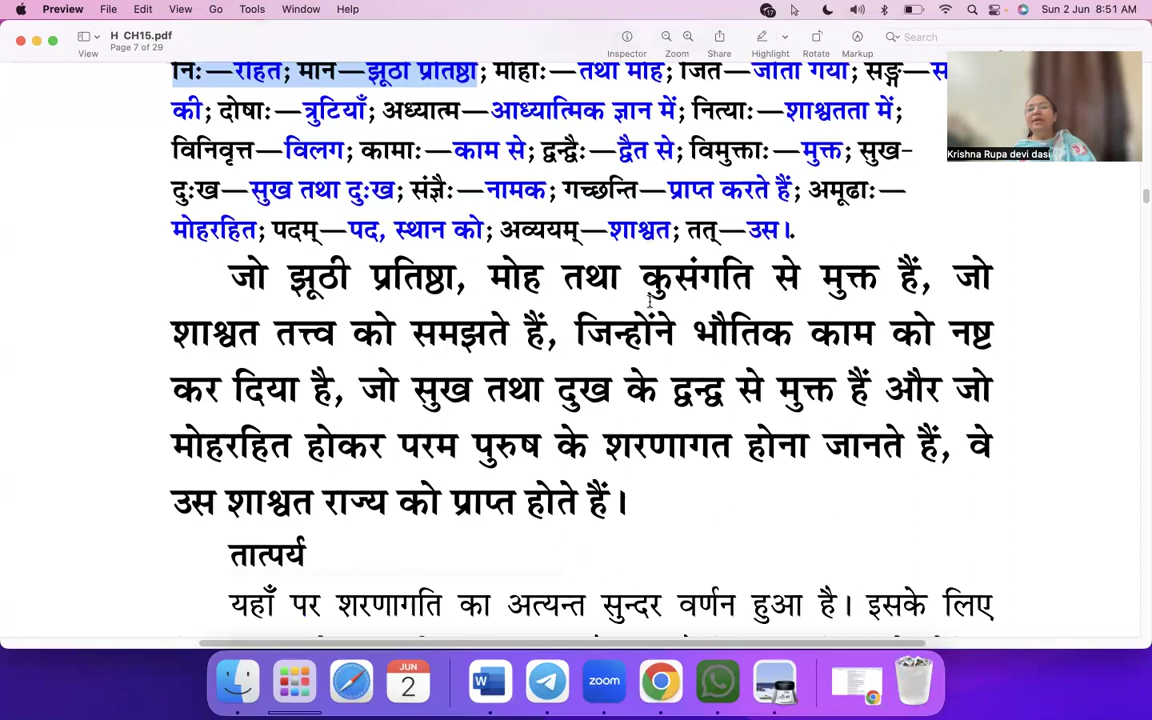 Preview File Edit View Go Tools Window Help 17 Sun 2 Jun 8:51 AM
H CH15.pdf
Page 7 of 29
View Inspector Zoom Share Highlight Rotate Markup Search
निः—रहित; मान—झूठी प्रतिष्ठा; मोहाः—तथा मोह; जित—जीता गया; सङ्ग—
की; दोषाः—त्रुटियाँ; अध्यात्म—आध्यात्मिक ज्ञान में; नित्याः—शाश्वतता में;
विनिवृत्त—विलग; कामाः—काम से; द्वन्द्वैः—द्वैत से; विमुक्ताः—मुक्त; सुख-
दुःख—सुख तथा दुःख; संज्ञैः—नामक; गच्छन्ति—प्राप्त करते हैं; अमूढाः—
मोहरहित; पदम्—पद, स्थान को; अव्ययम्—शाश्वत; तत्—उस।.
Krishna Rupa devi dasi
जो झूठी प्रतिष्ठा, मोह तथा कुसंगति से मुक्त हैं, जो
शाश्वत तत्त्व को समझते हैं, जिन्होंने भौतिक काम को नष्ट
कर दिया है, जो सुख तथा दुख के द्वन्द्व से मुक्त हैं और जो
मोहरहित होकर परम पुरुष के शरणागत होना जानते हैं, वे
उस शाश्वत राज्य को प्राप्त होते हैं।
तात्पर्य
यहाँ पर शरणागति का अत्यन्त सुन्दर वर्णन हुआ है। इसके लिए
JUN
2
W
zoom